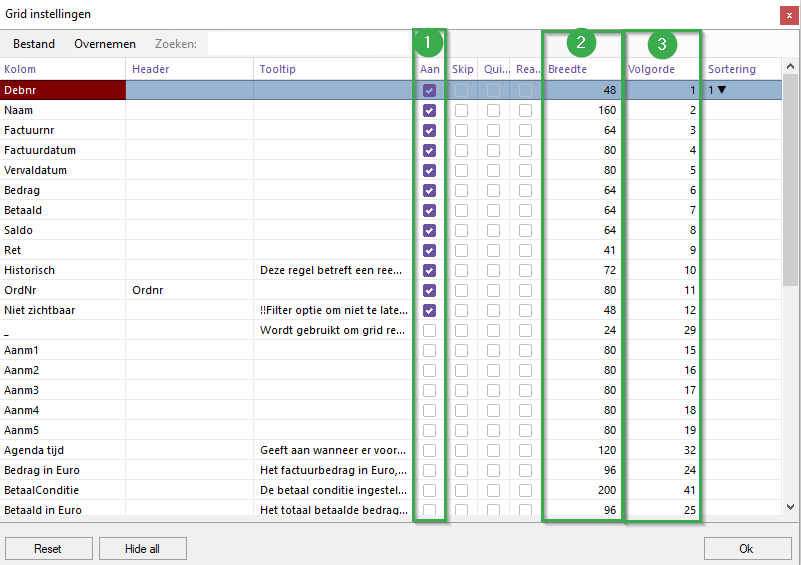 Grid instellingen x
Bestand Overnemen Zoeken: 1 2 3
Kolom Header Tooltip Aan Skip Qui... Rea... Breedte Volgorde Sortering
Debnr 48 1 1 ▼
Naam 160 2
Factuurnr 64 3
Factuurdatum 80 4
Vervaldatum 80 5
Bedrag 64 6
Betaald 64 7
Saldo 64 8
Ret 41 9
Historisch Deze regel betreft een ree... 72 10
OrdNr Ordnr 80 11
Niet zichtbaar !!Filter optie om niet te late... 48 12
_ Wordt gebruikt om grid re... 24 29
Aanm1 80 15
Aanm2 80 16
Aanm3 80 17
Aanm4 80 18
Aanm5 80 19
Agenda tijd Geeft aan wanneer er voor... 120 32
Bedrag in Euro Het factuurbedrag in Euro,... 96 24
BetaalConditie De betaal conditie ingestel... 200 41
Betaald in Euro Het totaal betaalde bedrag... 96 25
Reset Hide all Ok